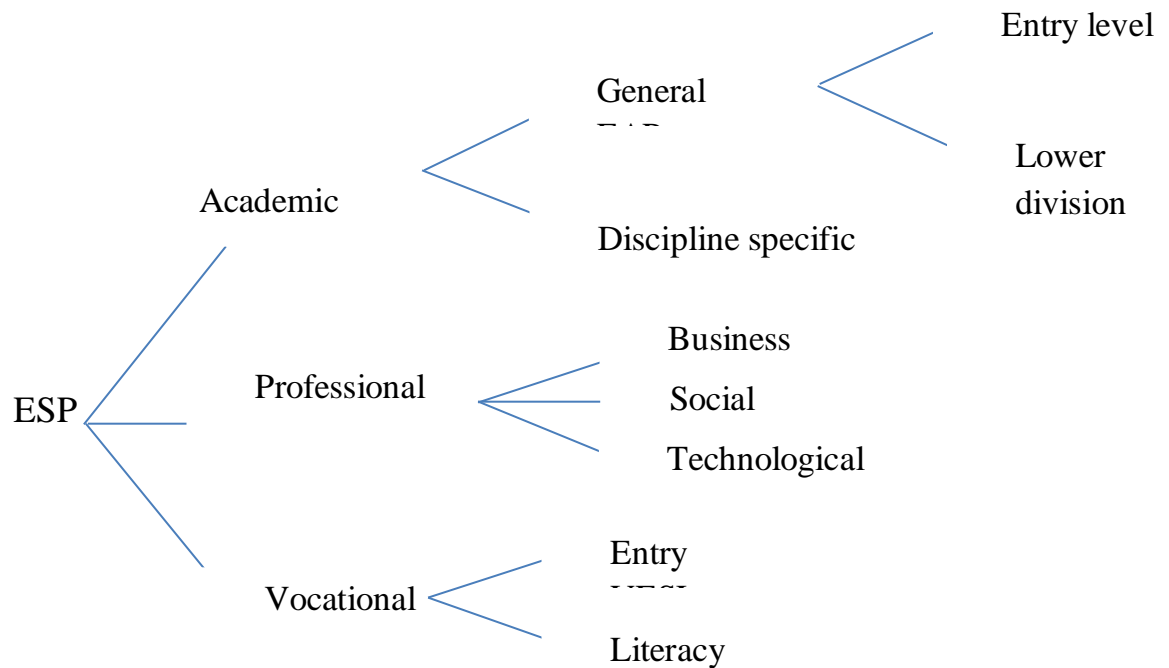 Entry level
General
Lower
division
Academic
Discipline specific
Business
Professional
Social
ESP
Technological
Entry
Vocational
Literacy